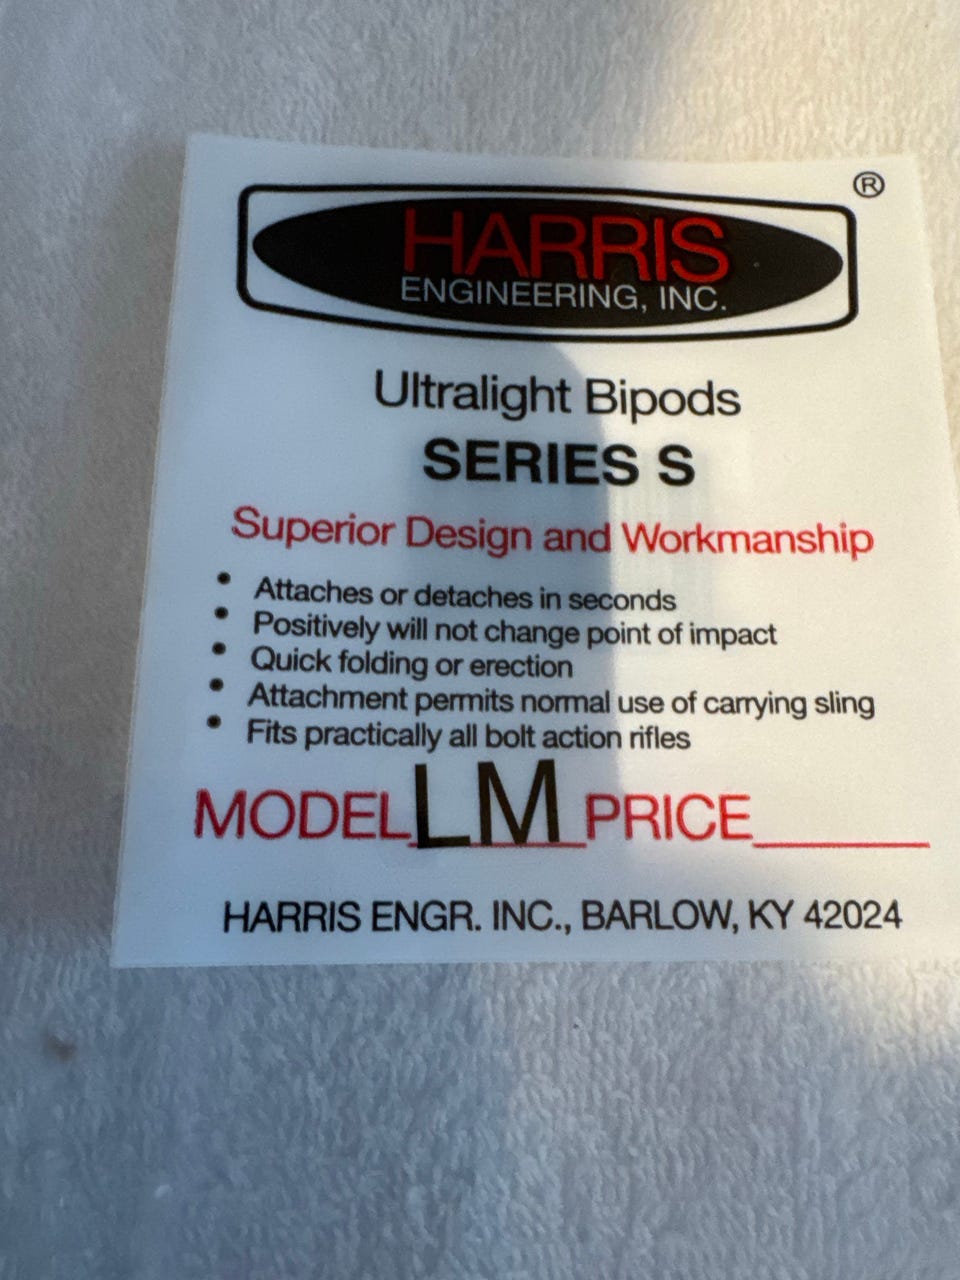 HARRIS ®
ENGINEERING, INC.
Ultralight Bipods
SERIES S
Superior Design and Workmanship
• Attaches or detaches in seconds
• Positively will not change point of impact
• Quick folding or erection
• Attachment permits normal use of carrying sling
• Fits practically all bolt action rifles
MODEL LM PRICE______
HARRIS ENGR. INC., BARLOW, KY 42024